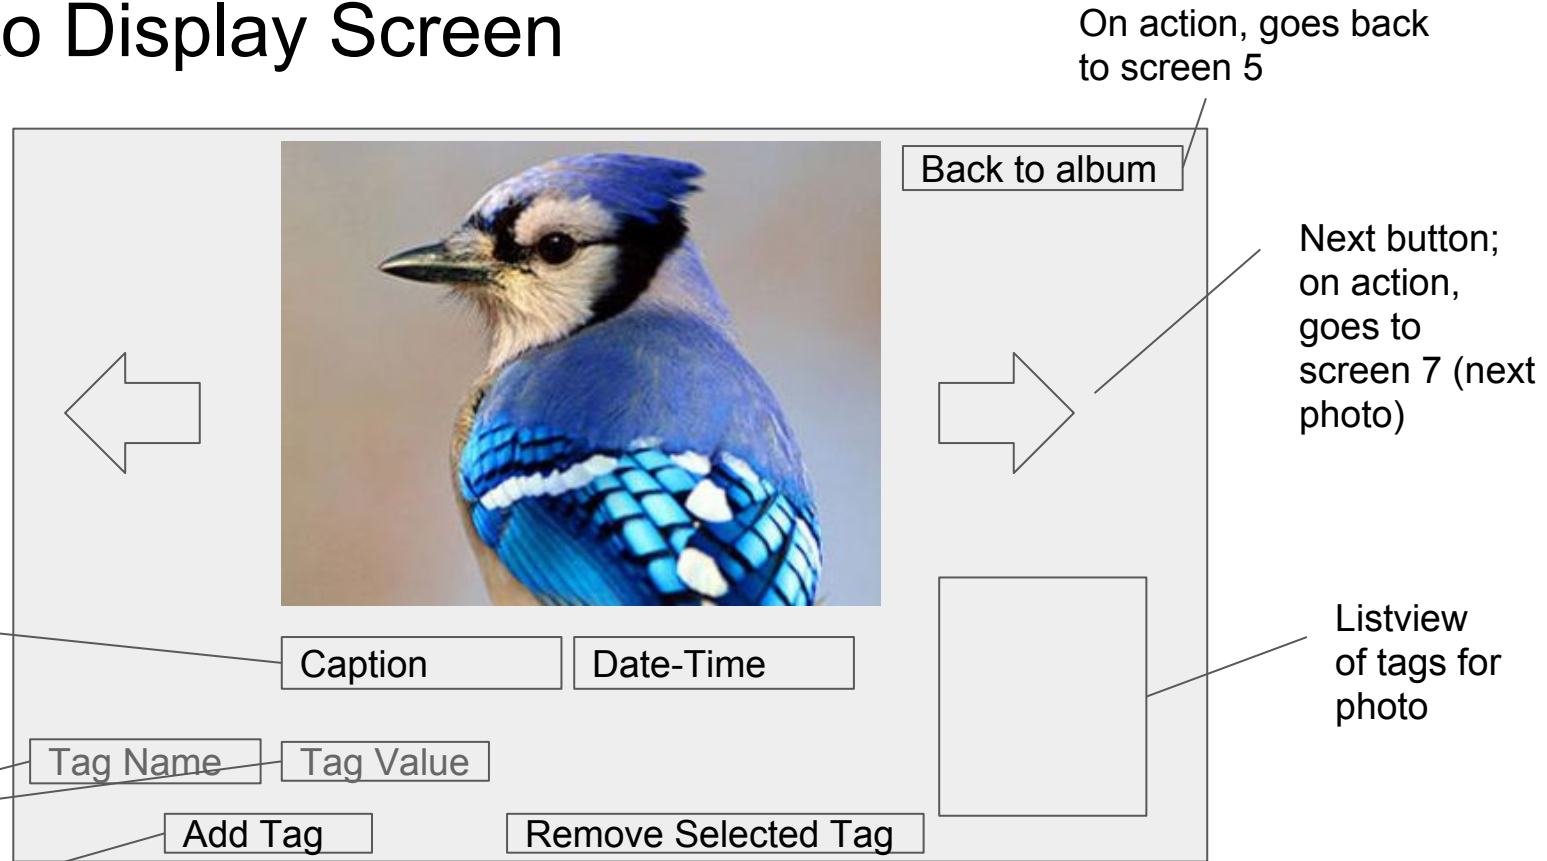 o Display Screen
On action, goes back
to screen 5
Back to album
Next button;
on action,
goes to
screen 7 (next
photo)
Caption
Date-Time
Listview
of tags for
photo
Tag Name
Tag Value
Add Tag
Remove Selected Tag